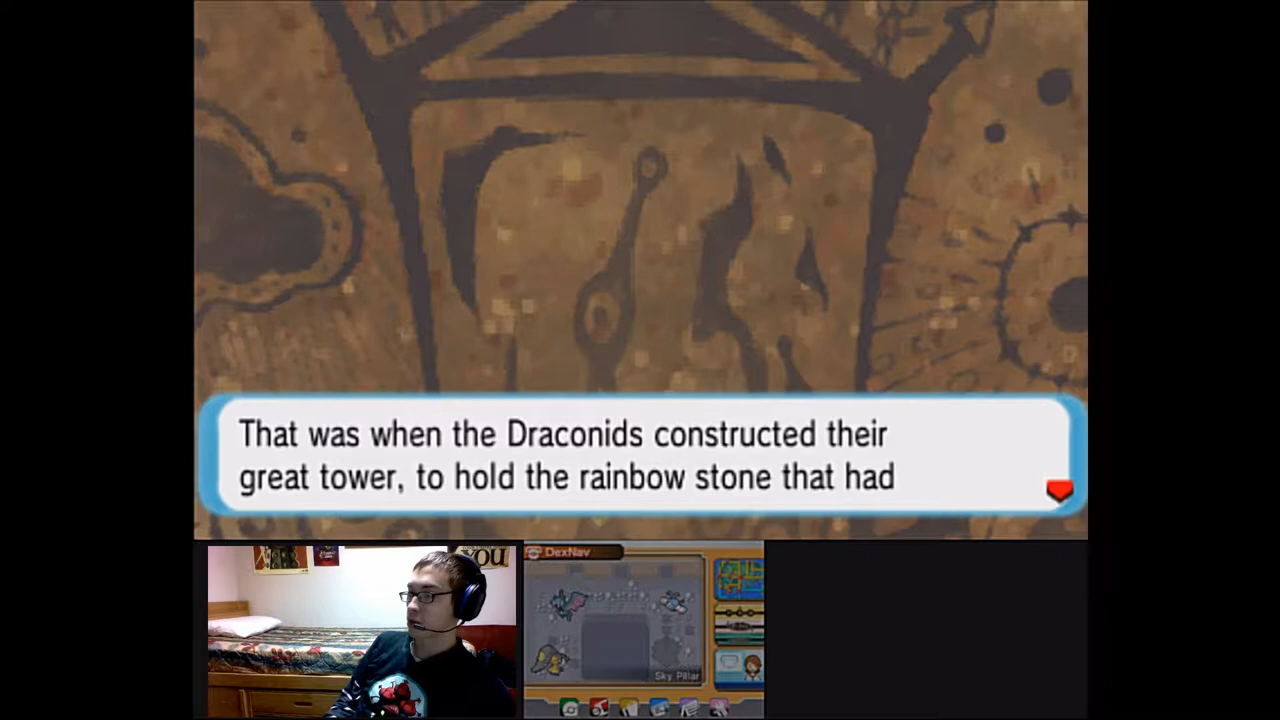 That was when the Draconids constructed their
great tower, to hold the rainbow stone that had
YOU
DexNav
Sky Pillar